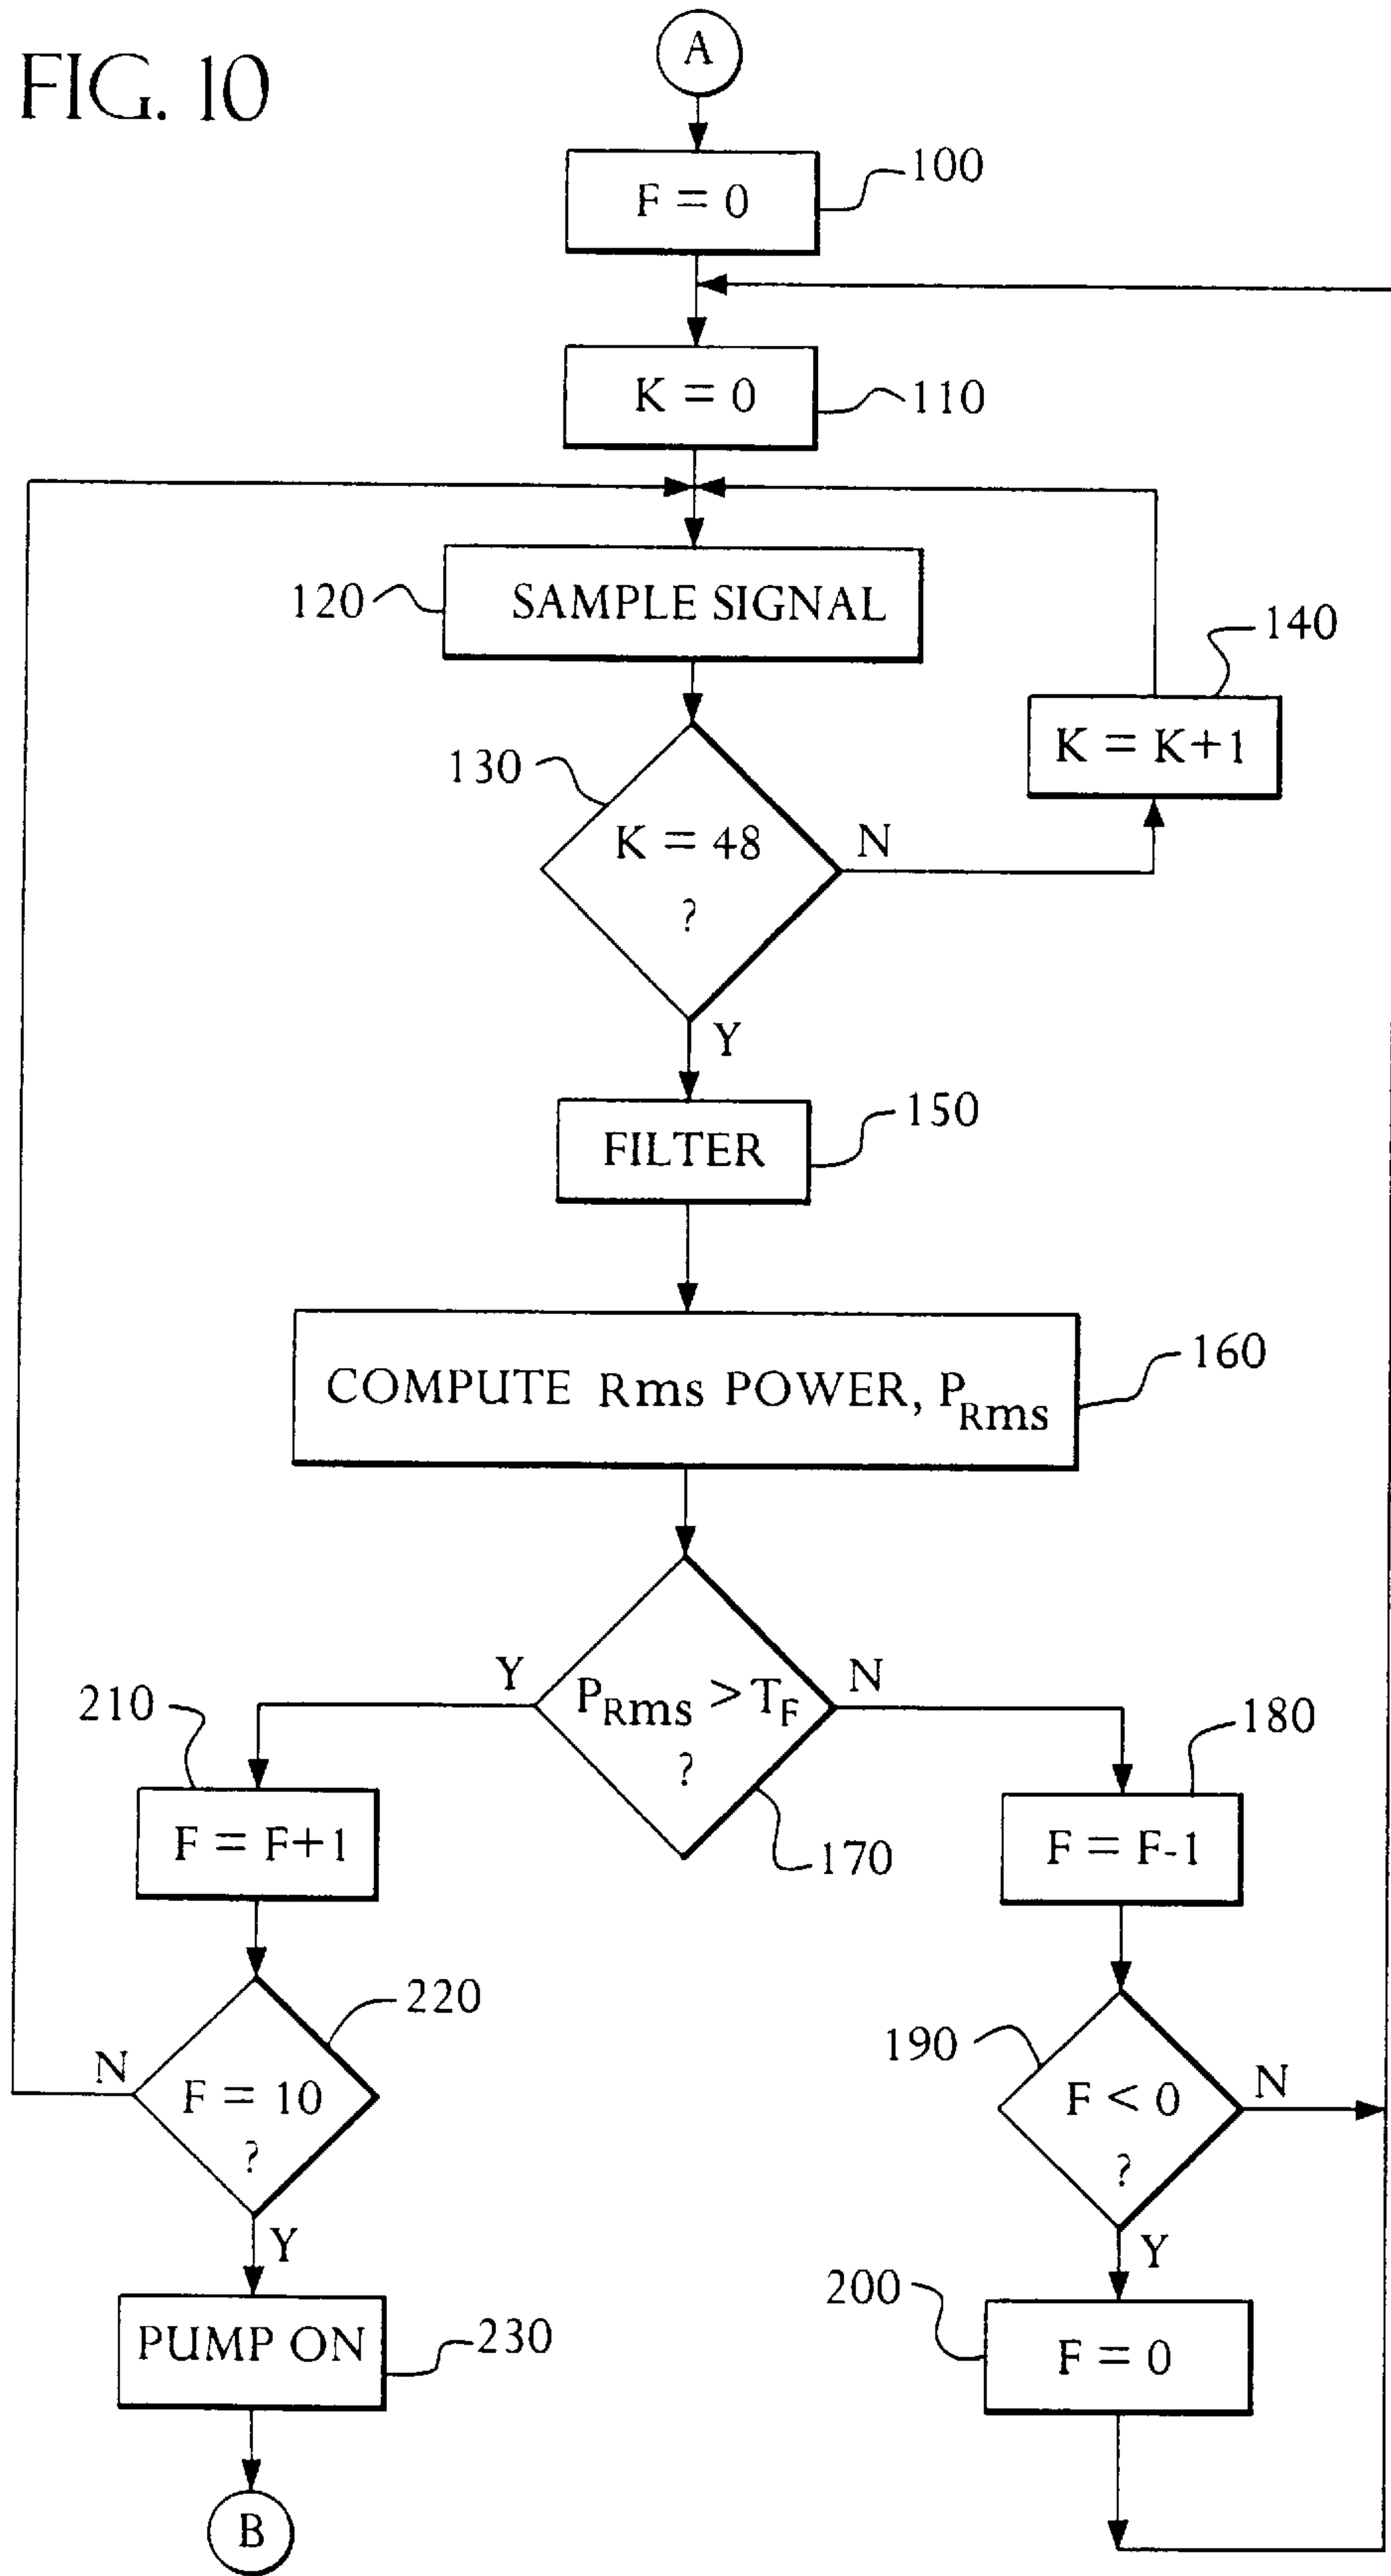 FIG. 10
A
F = 0
100
K = 0
110
SAMPLE SIGNAL
120
140
K = K+1
130
K = 48
?
N
Y
150
FILTER
160
COMPUTE Rms POWER, PRms
Y
PRms > TF
?
N
170
210
F = F+1
180
F = F-1
220
N
F = 10
?
Y
190
F < 0
?
N
Y
PUMP ON
230
200
F = 0
B